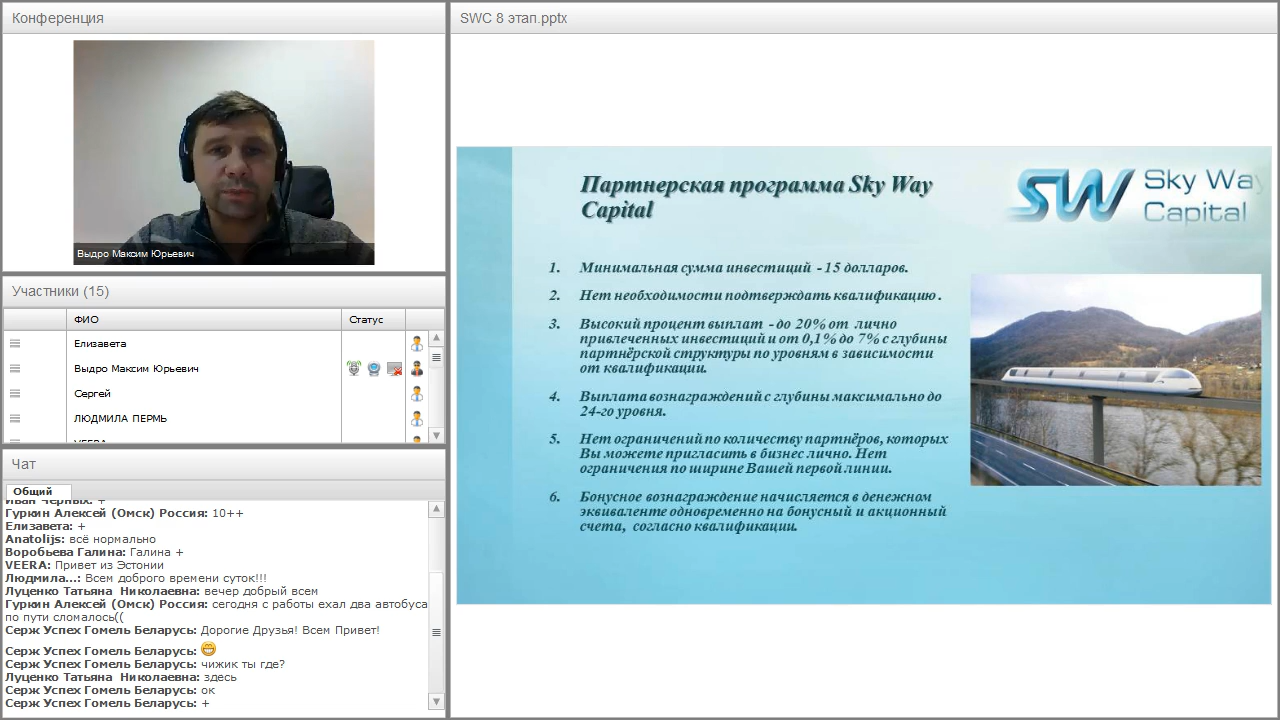 Конференция
Выдро Максим Юрьевич
Участники (15)
ФИО
Статус
Елизавета
Выдро Максим Юрьевич
Сергей
ЛЮДМИЛА ПЕРМЬ
VEERA
Чат
Общий
Иван Черных: +
Гуркин Алексей (Омск) Россия: 10++
Елизавета: +
Anatolijs: всё нормально
Воробьева Галина: Галина +
VEERA: Привет из Эстонии
Людмила...: Всем доброго времени суток!!!
Луценко Татьяна Николаевна: вечер добрый всем
Гуркин Алексей (Омск) Россия: сегодня с работы ехал два автобуса
по пути сломалось((
Серж Успех Гомель Беларусь: Дорогие Друзья! Всем Привет!
Серж Успех Гомель Беларусь:
Серж Успех Гомель Беларусь: чижик ты где?
Луценко Татьяна Николаевна: здесь
Серж Успех Гомель Беларусь: ок
Серж Успех Гомель Беларусь: +
SWC 8 этап.pptx
Партнерская программа Sky Way
Capital
SW Sky Way
Capital
1. Минимальная сумма инвестиций - 15 долларов.
2. Нет необходимости подтверждать квалификацию .
3. Высокий процент выплат - до 20% от лично
привлеченных инвестиций и от 0,1% до 7% с глубины
партнёрской структуры по уровням в зависимости
от квалификации.
4. Выплата вознаграждений с глубины максимально до
24-го уровня.
5. Нет ограничений по количеству партнёров, которых
Вы можете пригласить в бизнес лично. Нет
ограничения по ширине Вашей первой линии.
6. Бонусное вознаграждение начисляется в денежном
эквиваленте одновременно на бонусный и акционный
счета, согласно квалификации.